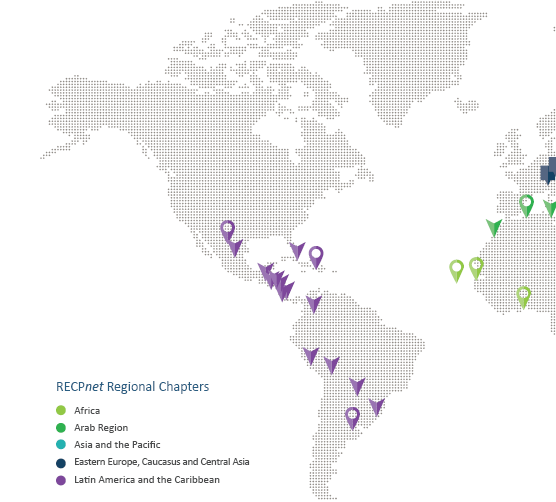 RECPnet Regional Chapters
Africa
Arab Region
Asia and the Pacific
Eastern Europe, Caucasus and Central Asia
Latin America and the Caribbean